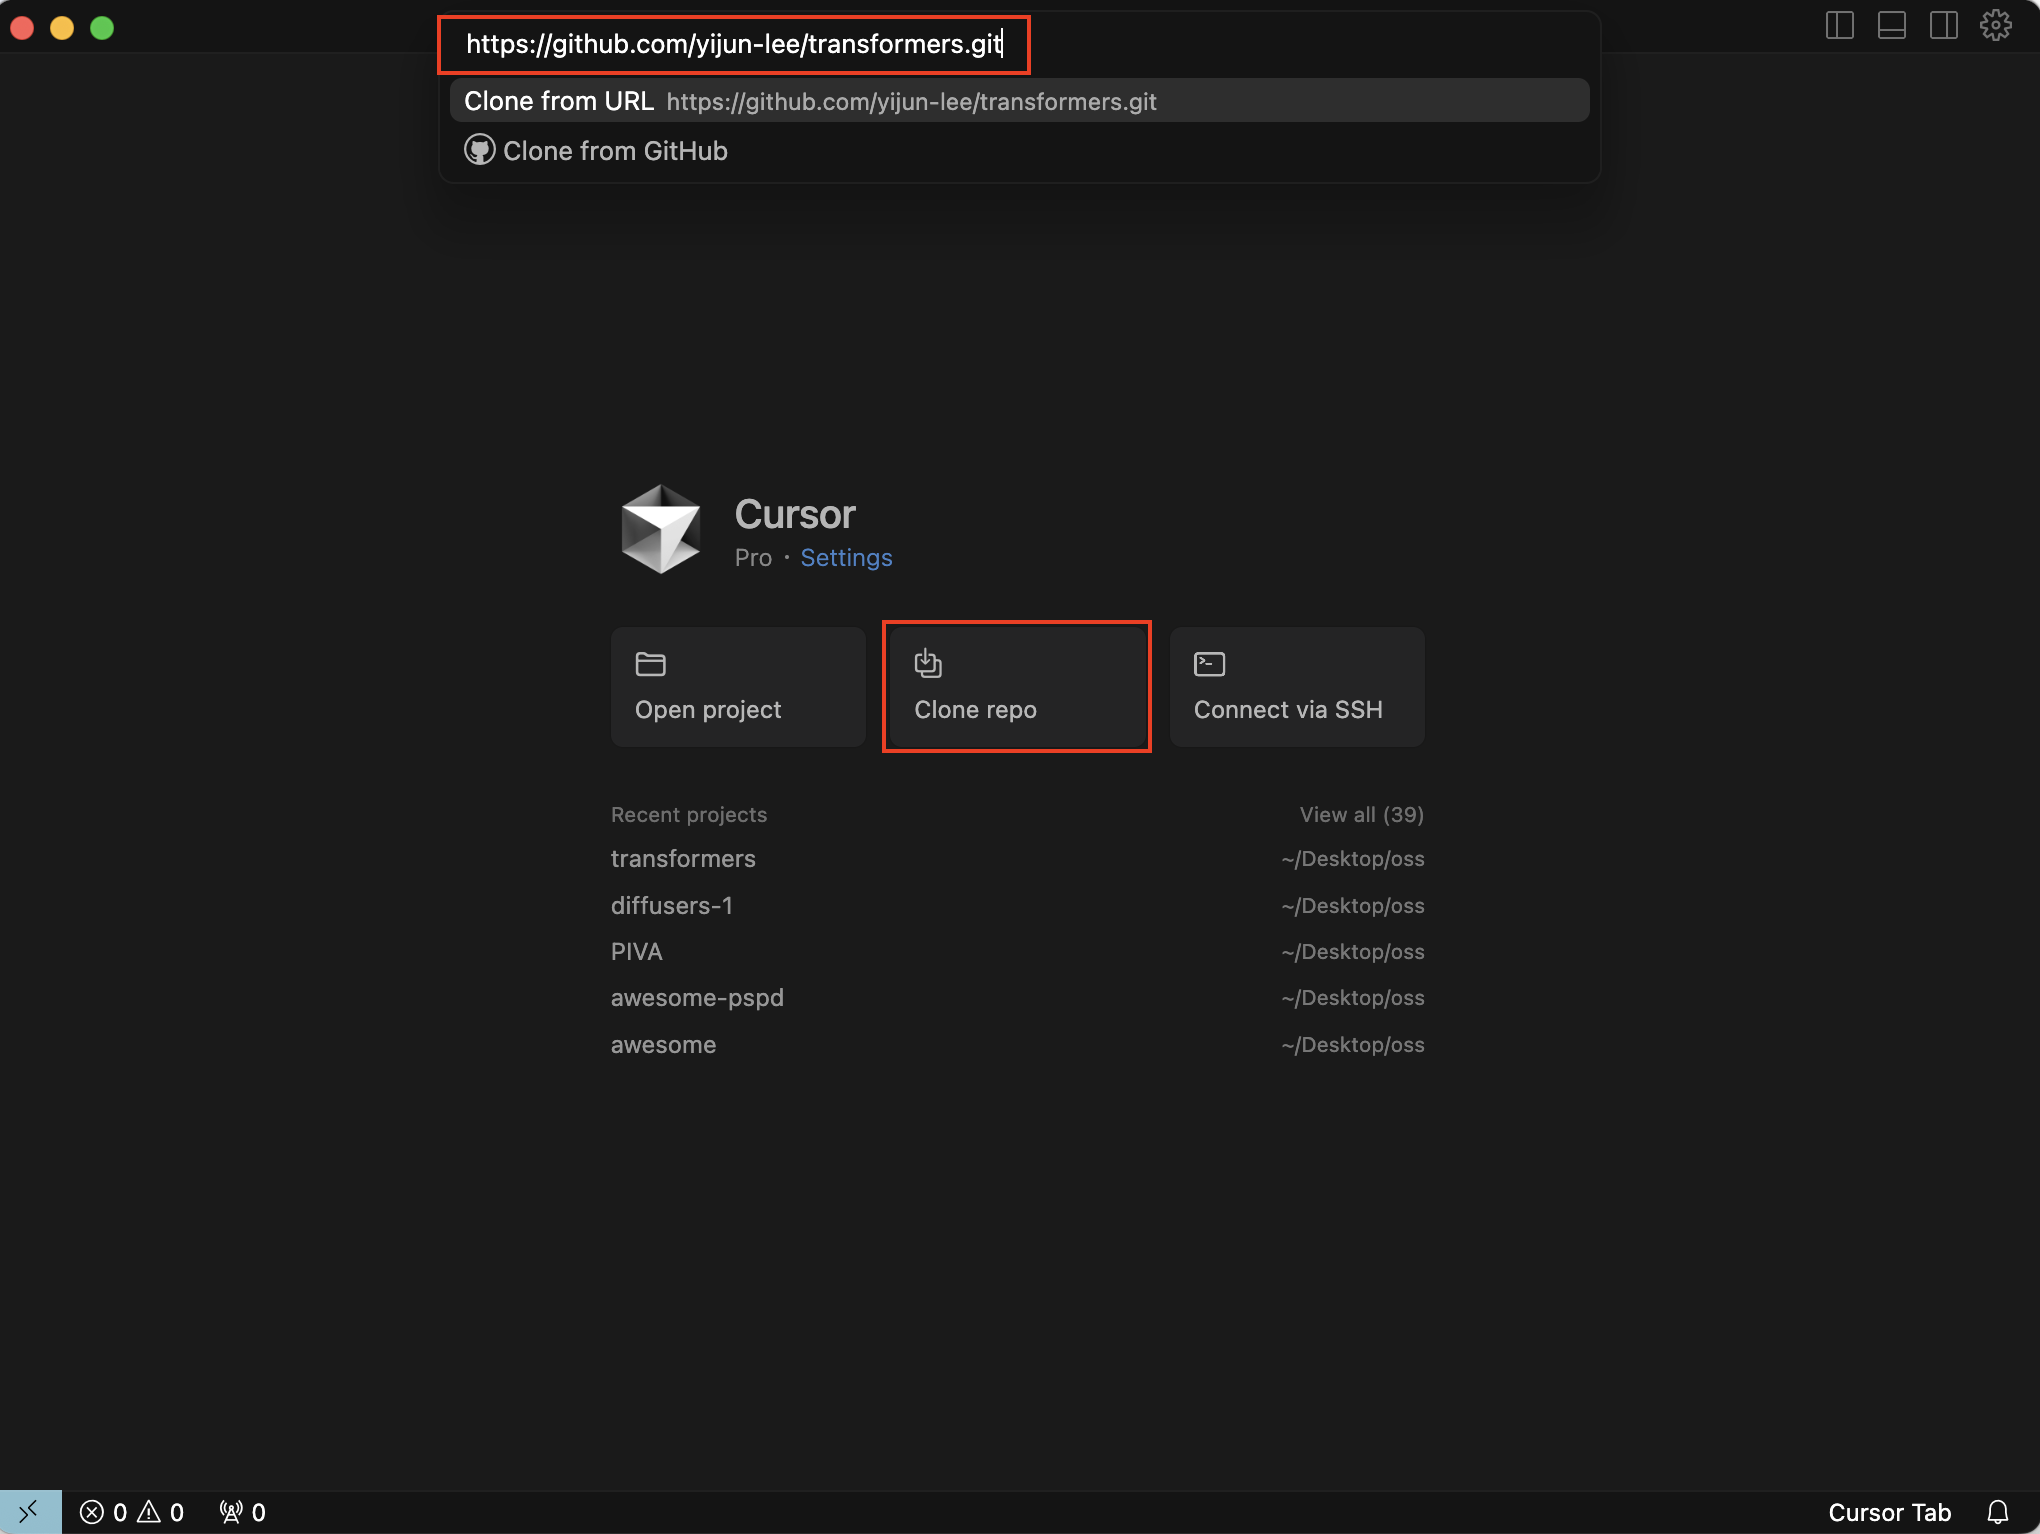 https://github.com/yijun-lee/transformers.git
Clone from URL https://github.com/yijun-lee/transformers.git
Clone from GitHub
Cursor
Pro · Settings
Open project
Clone repo
Connect via SSH
Recent projects View all (39)
transformers ~/Desktop/oss
diffusers-1 ~/Desktop/oss
PIVA ~/Desktop/oss
awesome-pspd ~/Desktop/oss
awesome ~/Desktop/oss
0 0 0 Cursor Tab